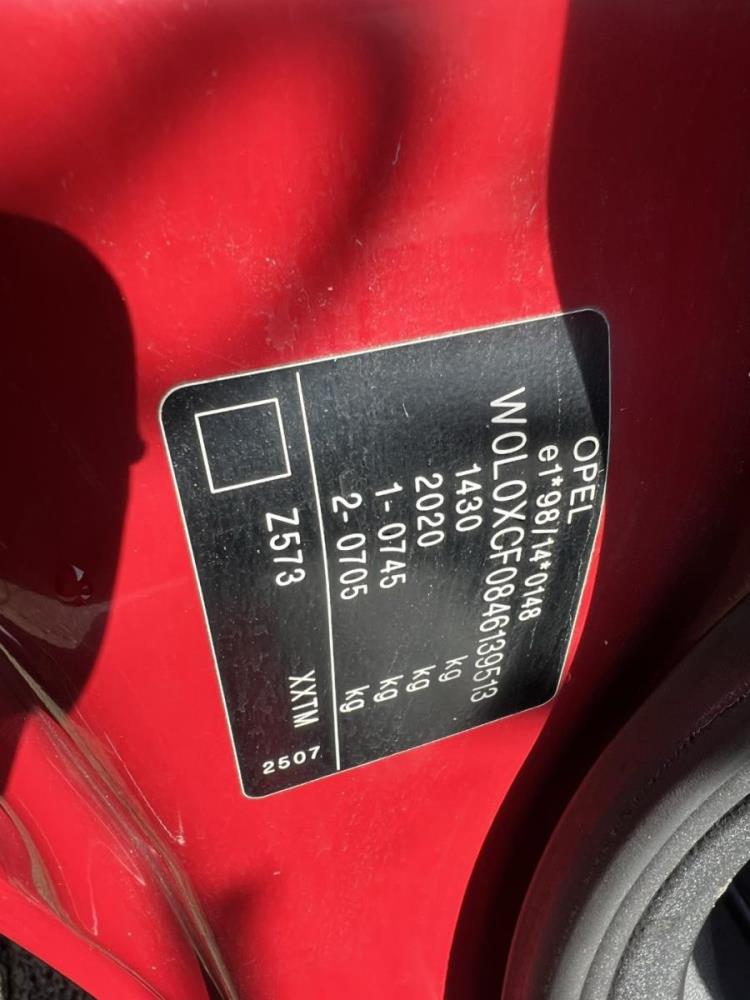 OPEL
e1*98/14*0148
W0L0XCF0846139513
1430 kg
2020 kg
1- 0745 kg
2- 0705 kg
Z573 XXTM
2507